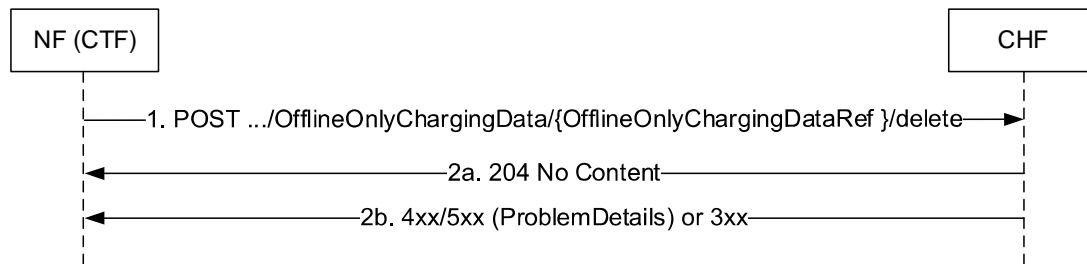 NF (CTF)
CHF
1. POST .../OfflineOnlyChargingData/{OfflineOnlyChargingDataRef }/delete
2a. 204 No Content
2b. 4xx/5xx (ProblemDetails) or 3xx